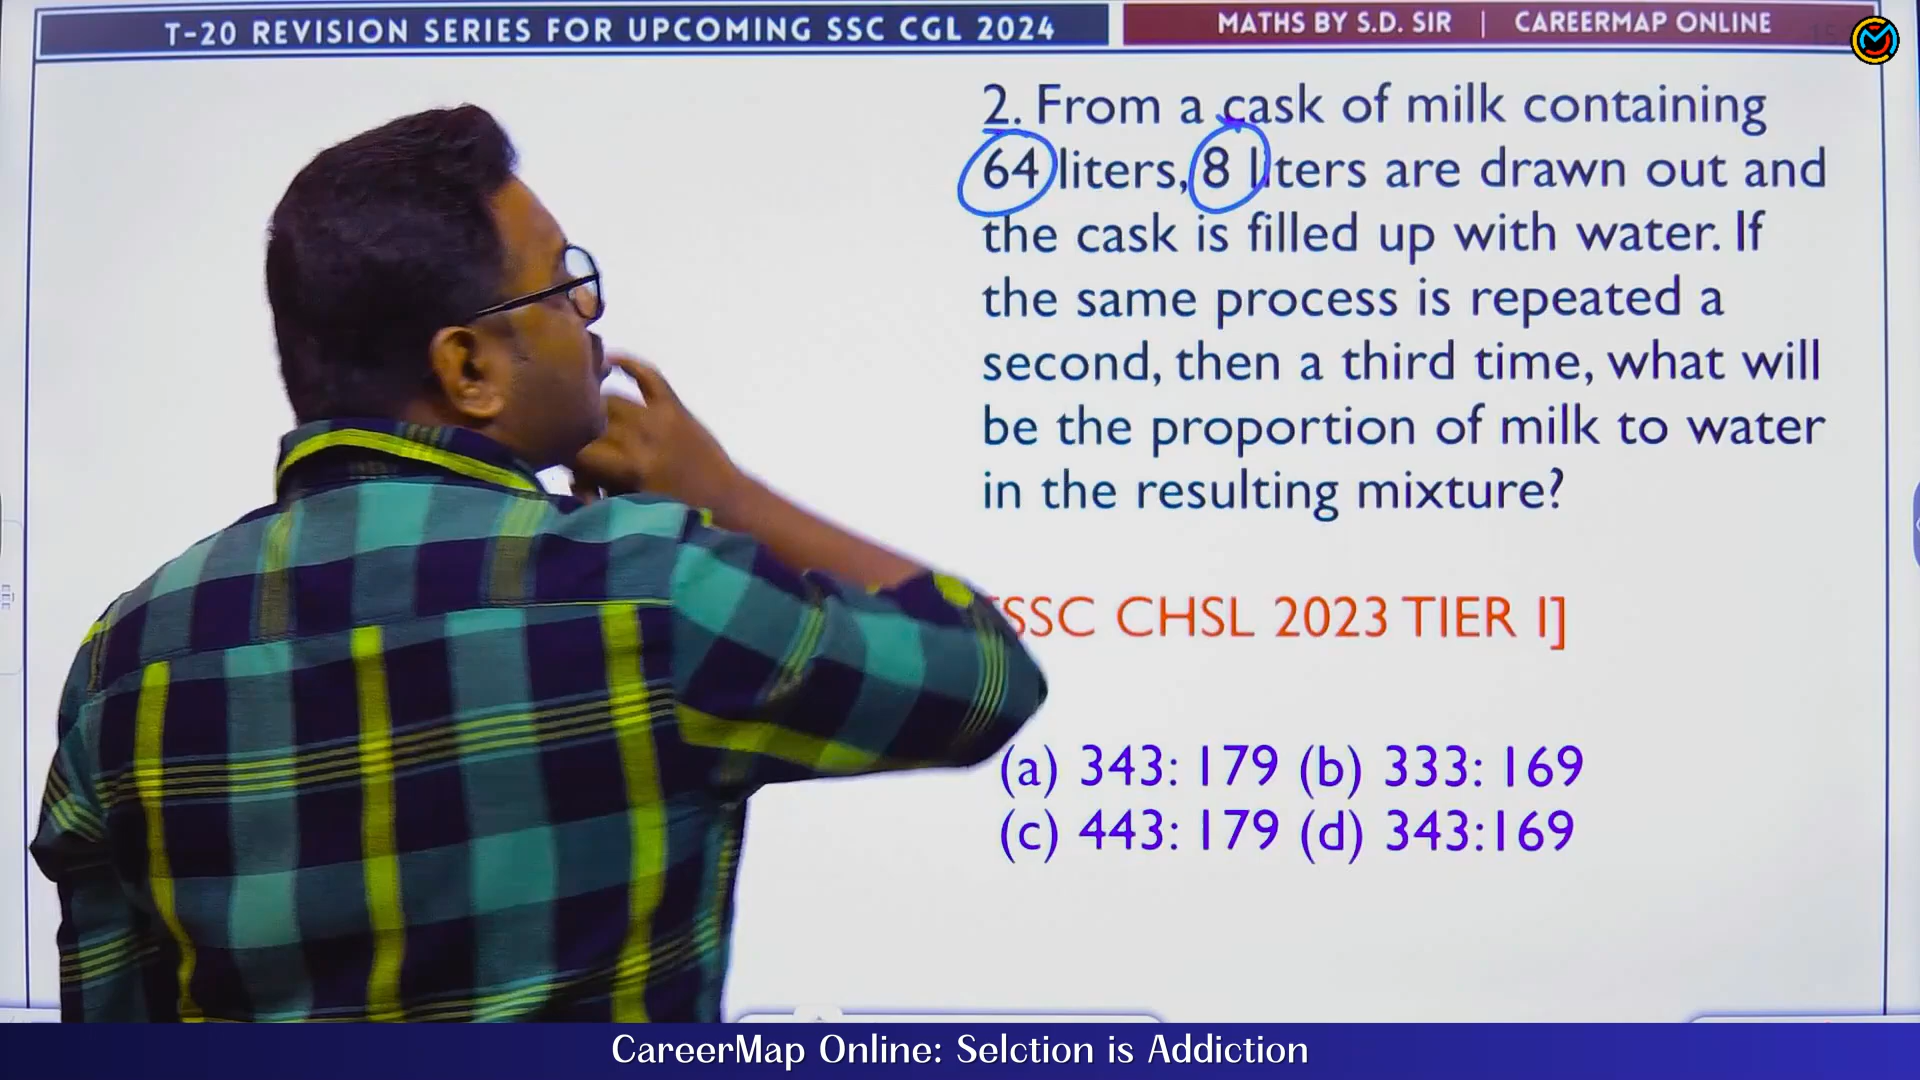 T-20 REVISION SERIES FOR UPCOMING SSC CGL 2024
MATHS BY S.D. SIR | CAREERMAP ONLINE
2. From a cask of milk containing
64 liters, 8 liters are drawn out and
the cask is filled up with water. If
the same process is repeated a
second, then a third time, what will
be the proportion of milk to water
in the resulting mixture?
SSC CHSL 2023 TIER I]
(a) 343: 179 (b) 333: 169
(c) 443: 179 (d) 343:169
CareerMap Online: Selction is Addiction